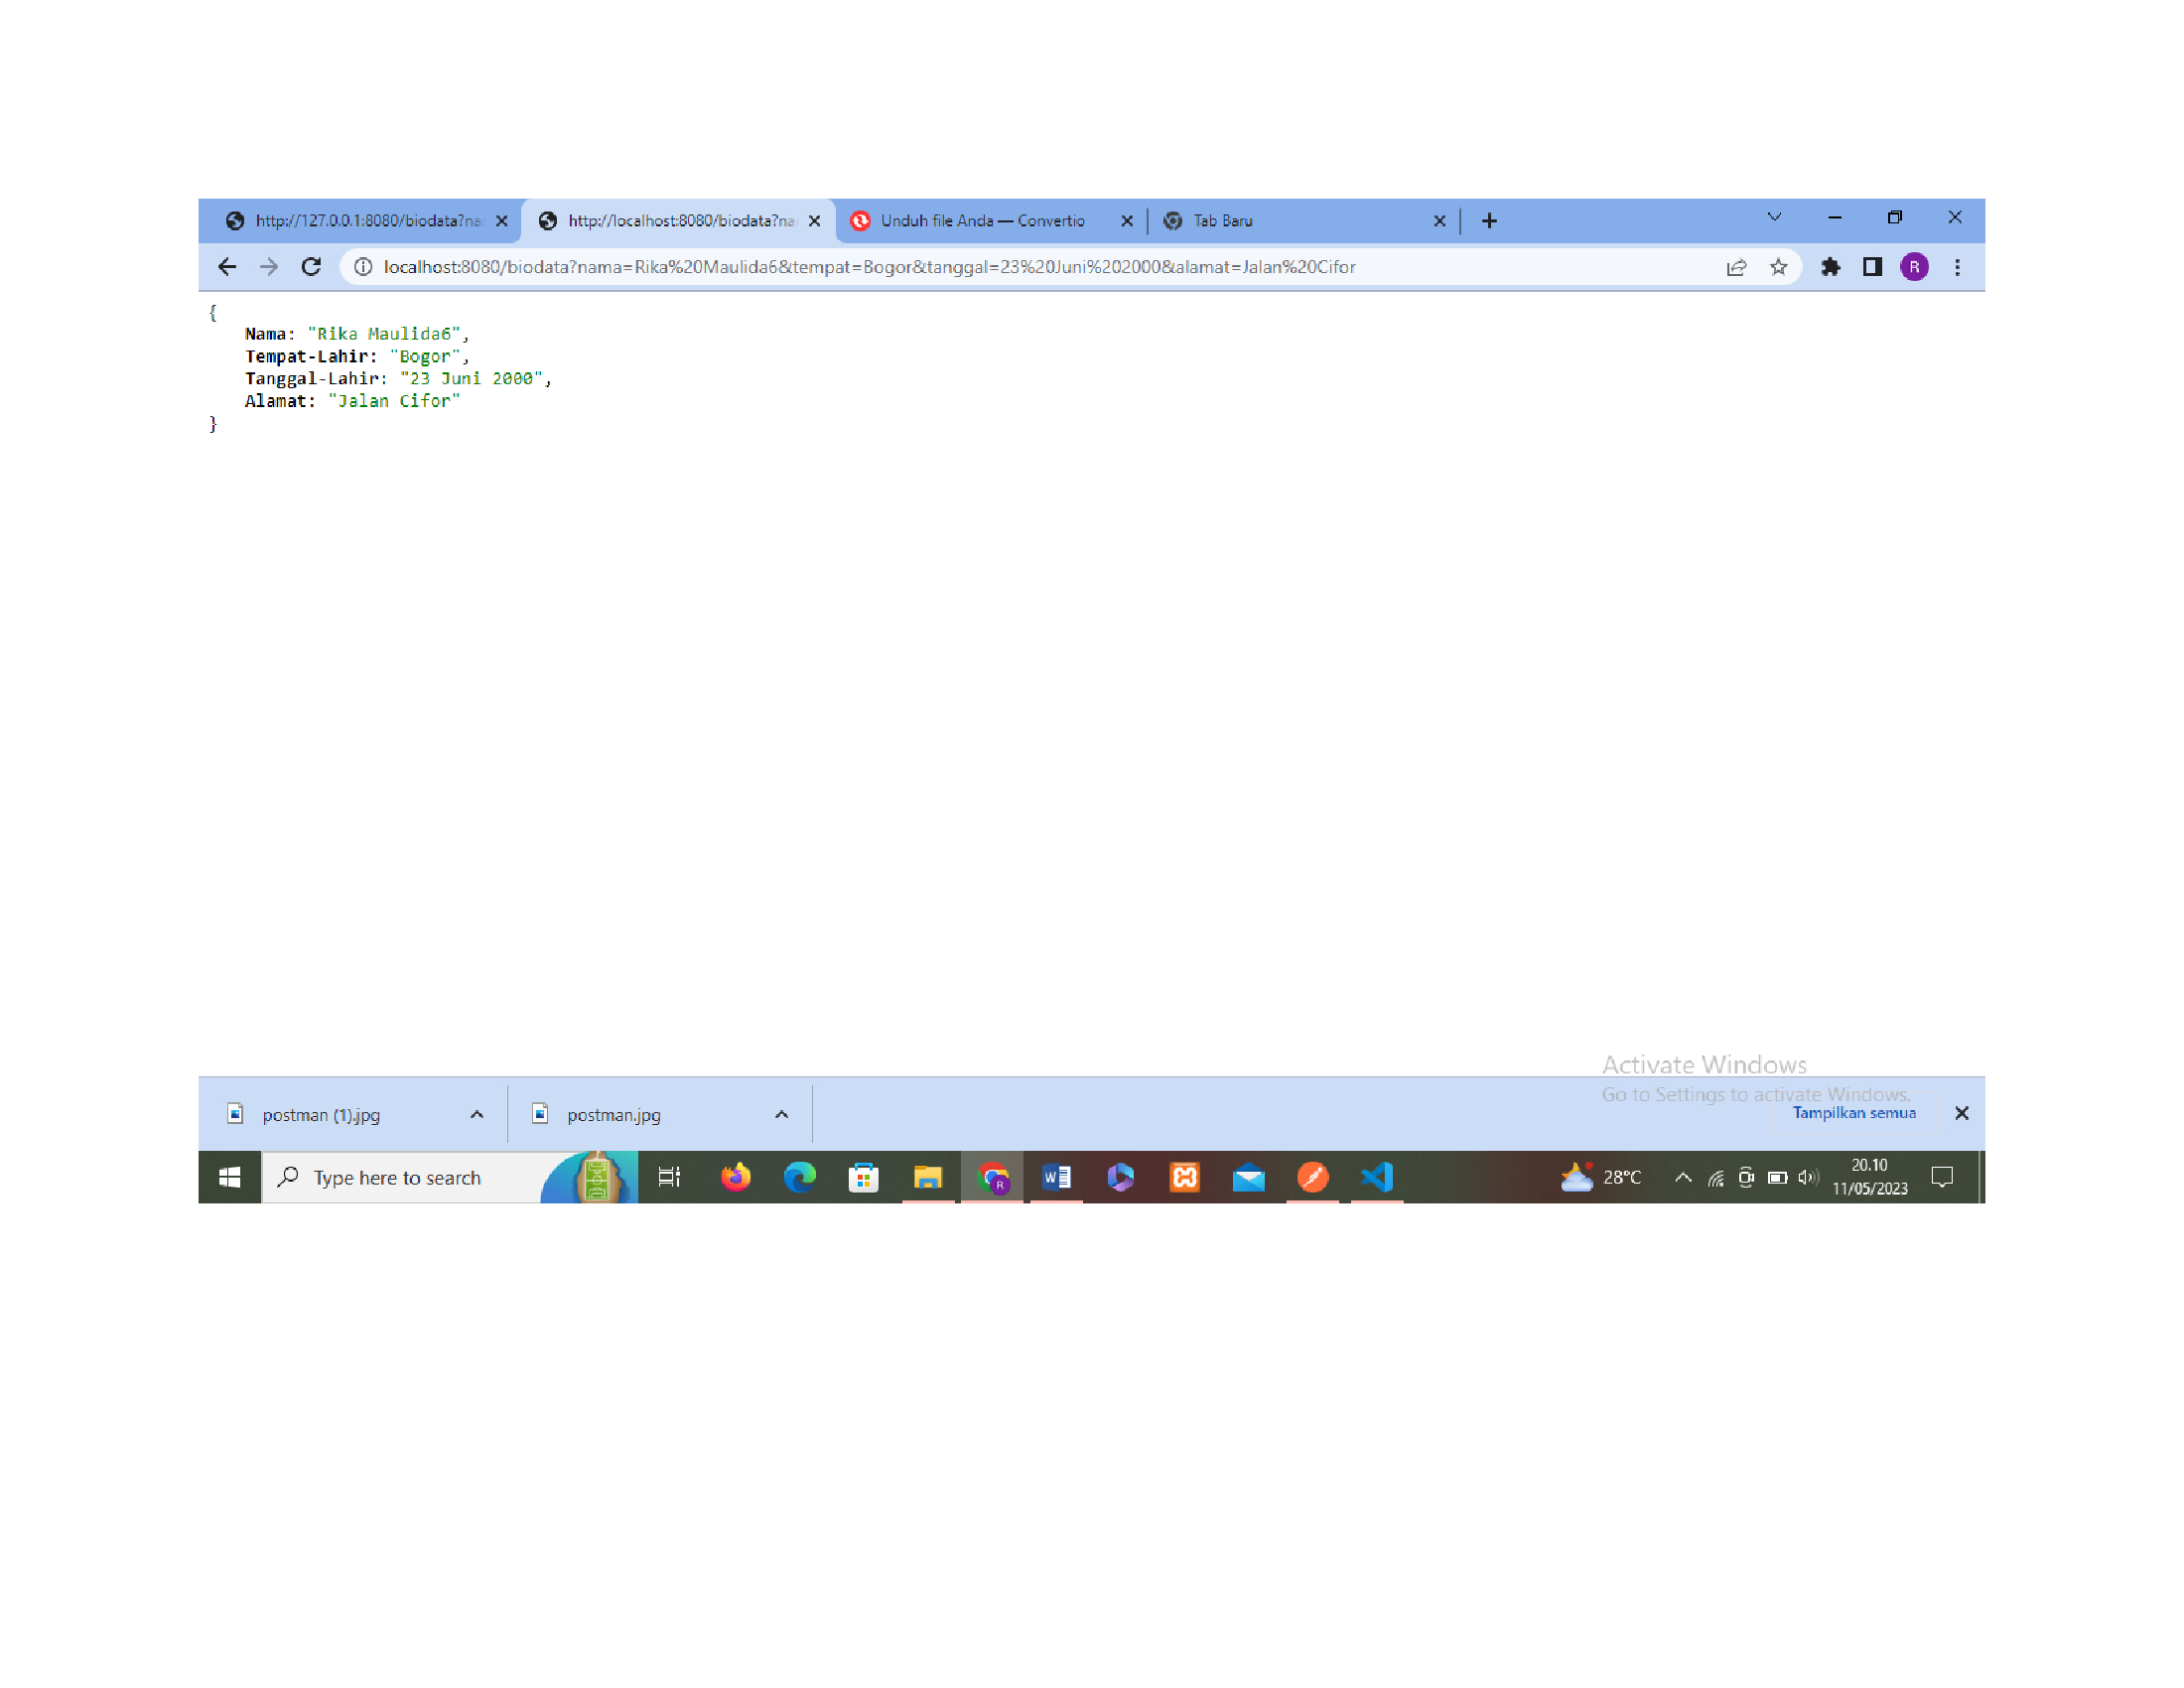 http://127.0.0.1:8080/biodata?na
http://localhost:8080/biodata?na
Unduh file Anda — Convertio
Tab Baru
localhost:8080/biodata?nama=Rika%20Maulida6&tempat=Bogor&tanggal=23%20Juni%202000&alamat=Jalan%20Cifor
R
{
Nama: "Rika Maulida6",
Tempat-Lahir: "Bogor",
Tanggal-Lahir: "23 Juni 2000",
Alamat: "Jalan Cifor"
}
Activate Windows
Go to Settings to activate Windows.
postman (1).jpg
postman.jpg
Tampilkan semua
Type here to search
R
W
28°C
20.10
11/05/2023